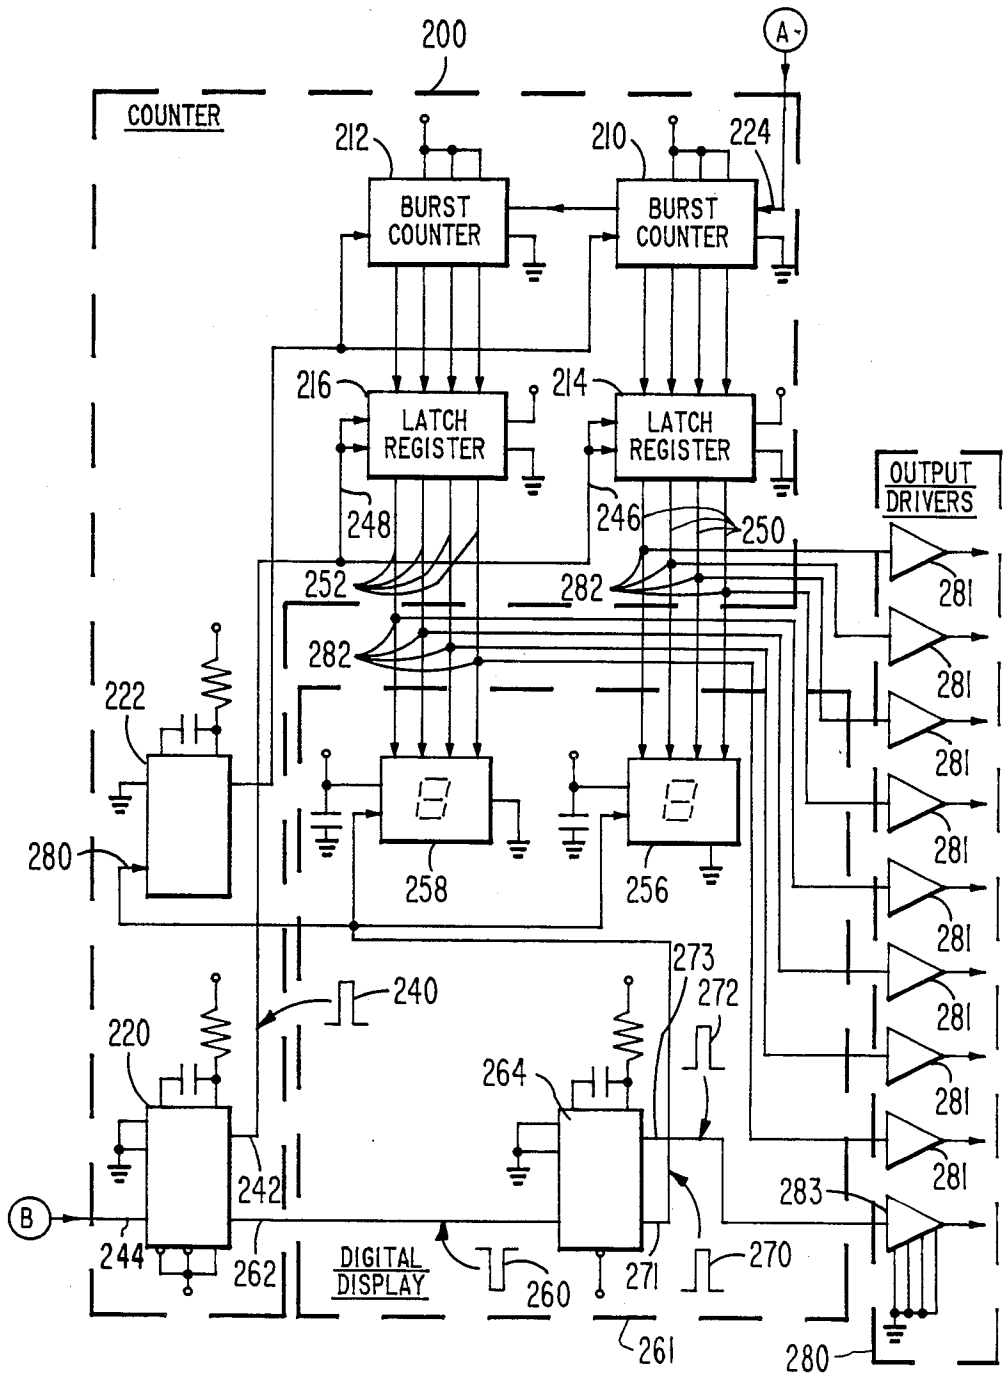 200
A
COUNTER
212
210
224
BURST
COUNTER
BURST
COUNTER
216
214
LATCH
REGISTER
LATCH
REGISTER
OUTPUT
DRIVERS
248
246
250
252
282
281
281
282
281
222
281
280
258
256
281
281
240
273
272
220
264
281
281
242
283
B
244
262
DIGITAL
DISPLAY
260
271
270
261
280